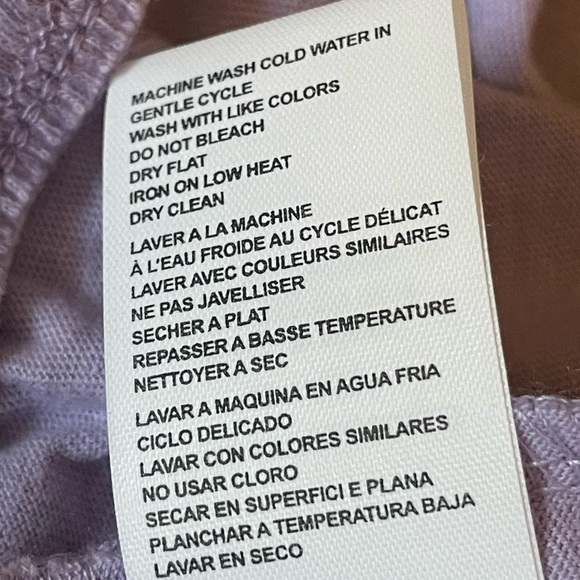 MACHINE WASH COLD WATER IN
GENTLE CYCLE
WASH WITH LIKE COLORS
DO NOT BLEACH
DRY FLAT
IRON ON LOW HEAT
DRY CLEAN
LAVER A LA MACHINE
À L'EAU FROIDE AU CYCLE DÉLICAT
LAVER AVEC COULEURS SIMILAIRES
NE PAS JAVELLISER
SECHER A PLAT
REPASSER A BASSE TEMPERATURE
NETTOYER A SEC
LAVAR A MAQUINA EN AGUA FRIA
CICLO DELICADO
LAVAR CON COLORES SIMILARES
NO USAR CLORO
SECAR EN SUPERFICI E PLANA
PLANCHAR A TEMPERATURA BAJA
LAVAR EN SECO